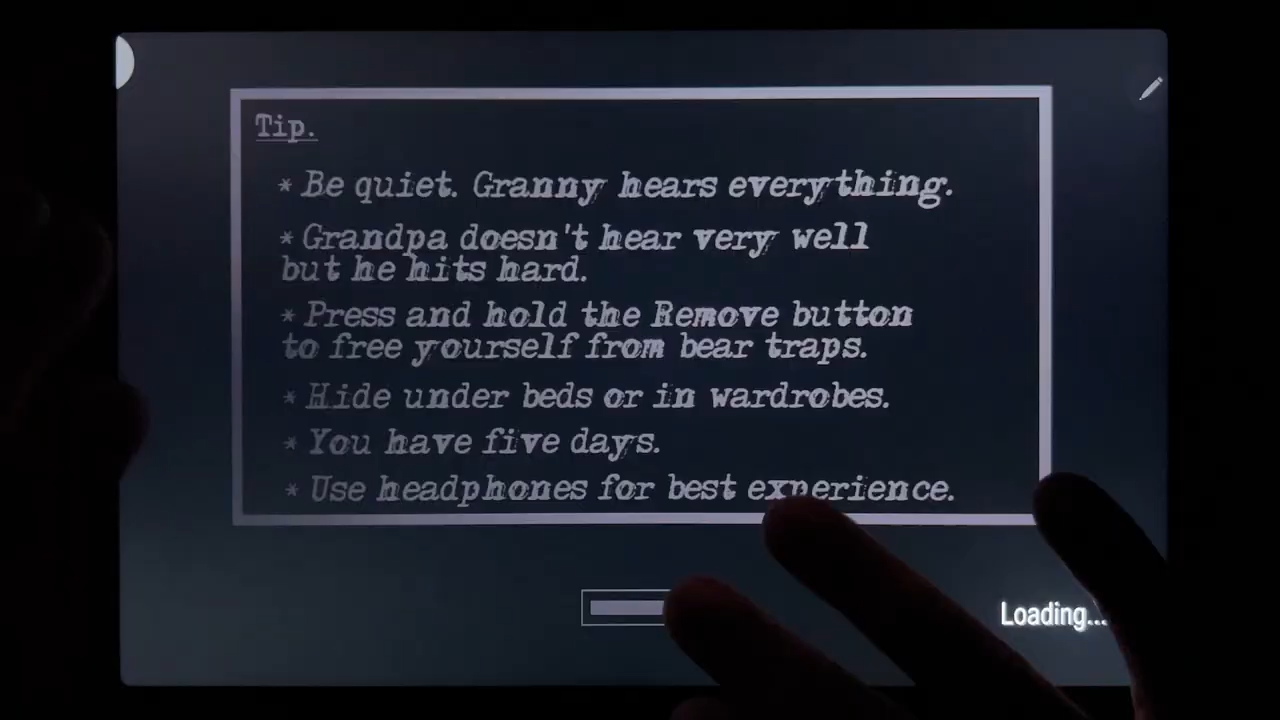 Tip.
* Be quiet. Granny hears everything.
* Grandpa doesn't hear very well
but he hits hard.
* Press and hold the Remove button
to free yourself from bear traps.
* Hide under beds or in wardrobes.
* You have five days.
* Use headphones for best experience.
Loading...